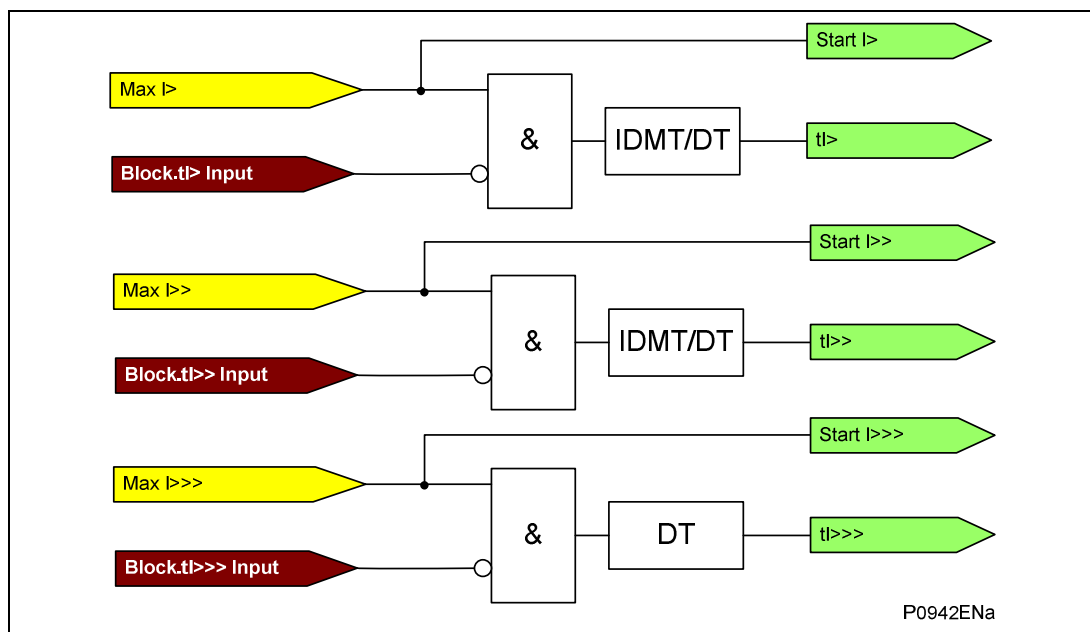 Start I>
Max I>
&
IDMT/DT
tI>
Block.tI> Input
Start I>>
Max I>>
&
IDMT/DT
tI>>
Block.tI>> Input
Start I>>>
Max I>>>
&
DT
tI>>>
Block.tI>>> Input
P0942ENa